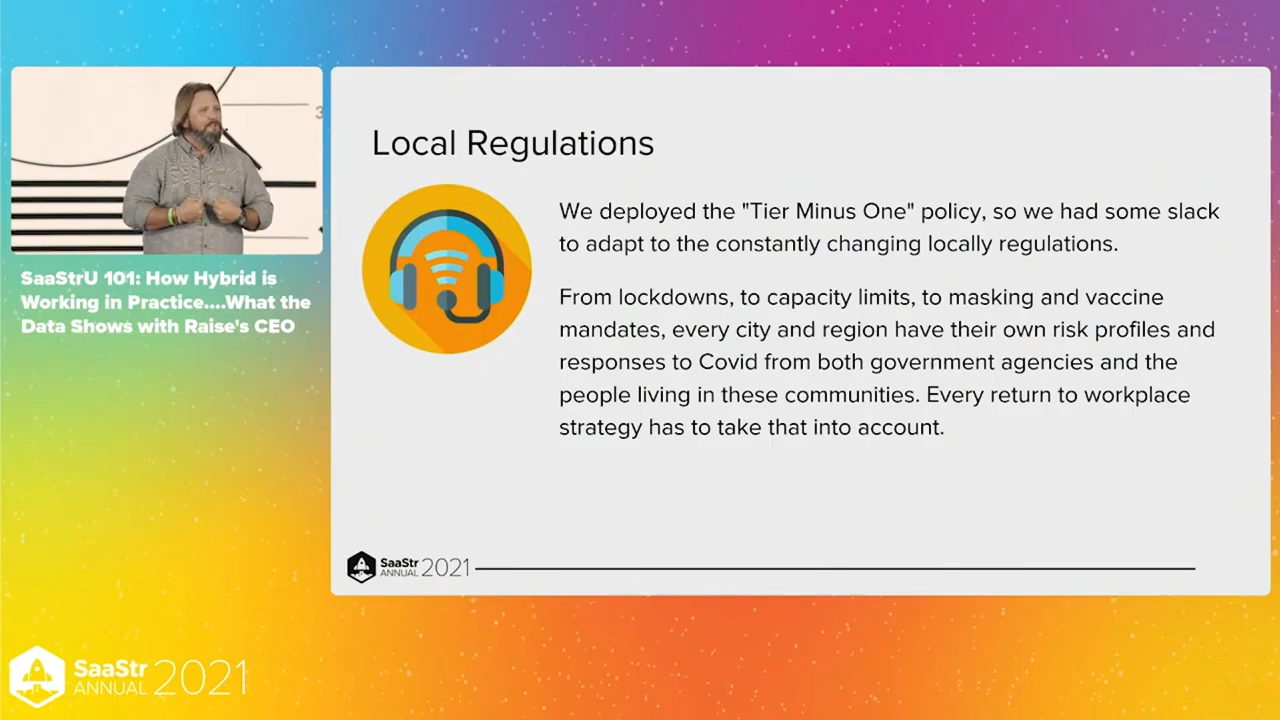 SaaStrU 101: How Hybrid is
Working in Practice....What the
Data Shows with Raise's CEO
Local Regulations
We deployed the "Tier Minus One" policy, so we had some slack
to adapt to the constantly changing locally regulations.
From lockdowns, to capacity limits, to masking and vaccine
mandates, every city and region have their own risk profiles and
responses to Covid from both government agencies and the
people living in these communities. Every return to workplace
strategy has to take that into account.
SaaStr
ANNUAL 2021
SaaStr
ANNUAL 2021